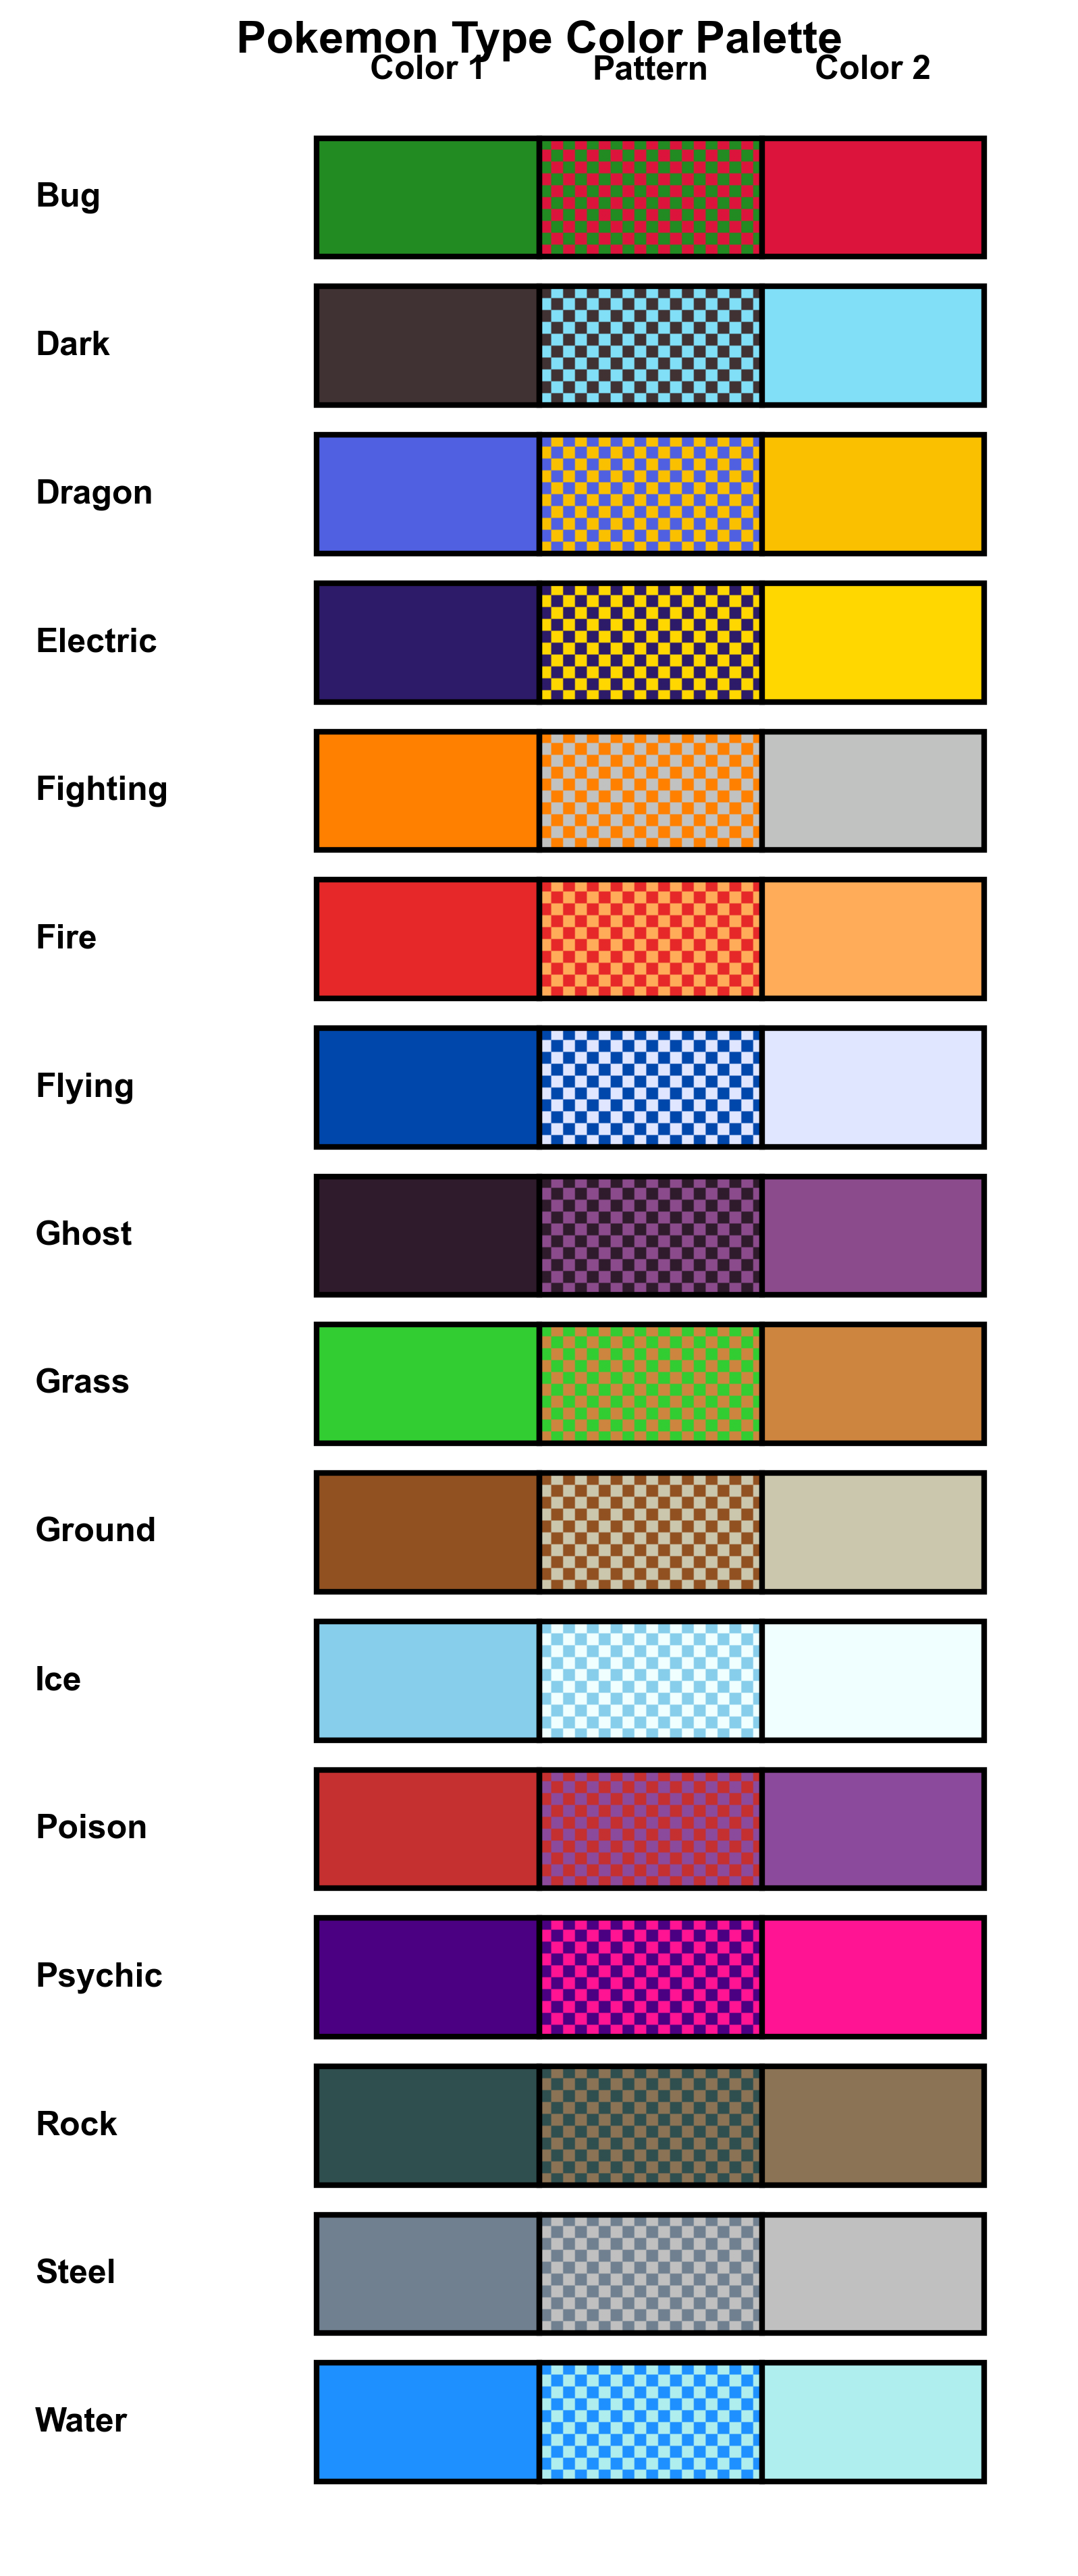 Pokemon Type Color Palette
Color 1 Pattern Color 2
Bug
Dark
Dragon
Electric
Fighting
Fire
Flying
Ghost
Grass
Ground
Ice
Poison
Psychic
Rock
Steel
Water